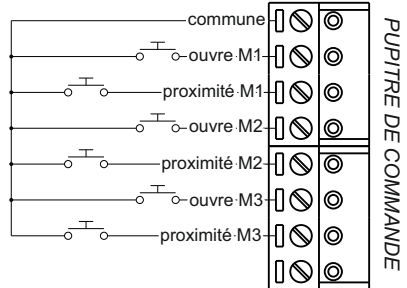 commune
ouvre M1
proximité M1
ouvre M2
proximité M2
ouvre M3
proximité M3
PUPITRE DE COMMANDE